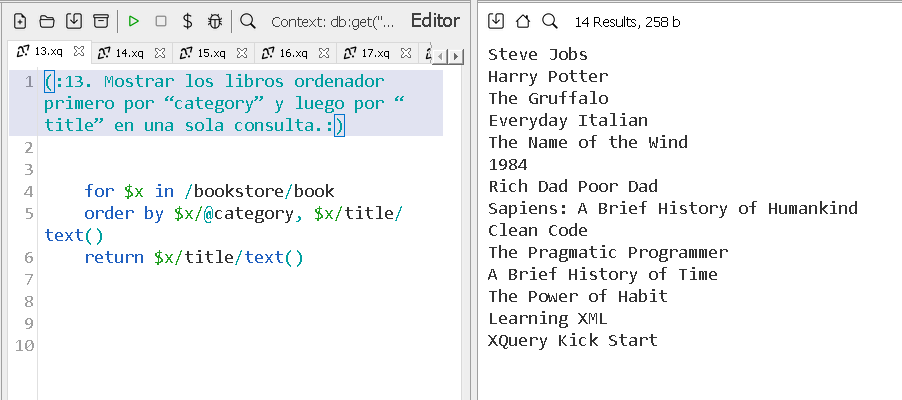 Context: db:get("... Editor
13.xq 14.xq 15.xq 16.xq 17.xq
1 (:13. Mostrar los libros ordenador
primero por “category” y luego por “
title” en una sola consulta.:)
2
3
4 for $x in /bookstore/book
5 order by $x/@category, $x/title/
text()
6 return $x/title/text()
7
8
9
10
14 Results, 258 b
Steve Jobs
Harry Potter
The Gruffalo
Everyday Italian
The Name of the Wind
1984
Rich Dad Poor Dad
Sapiens: A Brief History of Humankind
Clean Code
The Pragmatic Programmer
A Brief History of Time
The Power of Habit
Learning XML
XQuery Kick Start